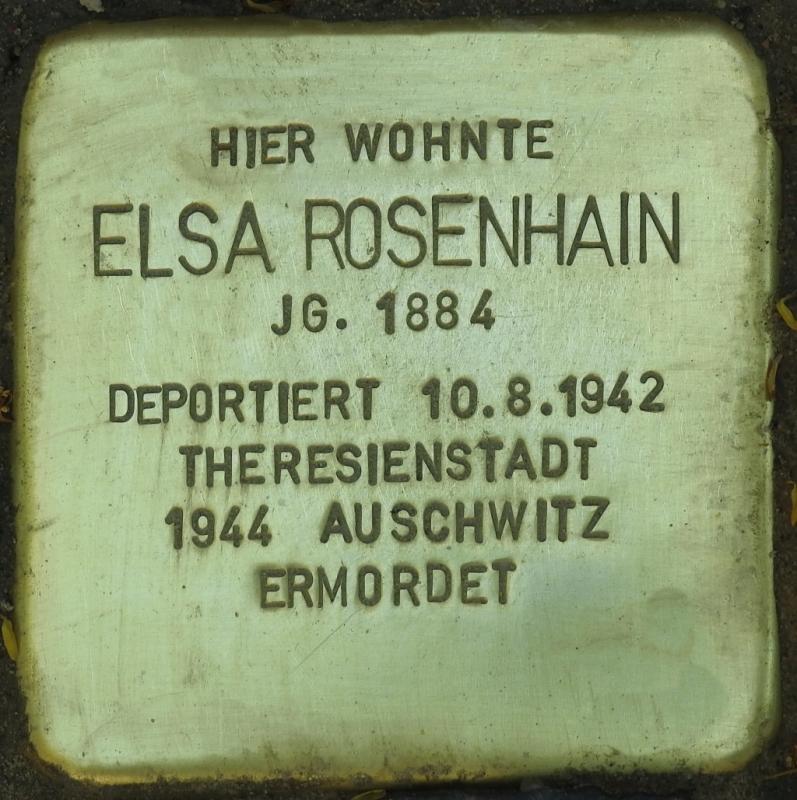 HIER WOHNTE
ELSA ROSENHAIN
JG. 1884
DEPORTIERT 10.8.1942
THERESIENSTADT
1944 AUSCHWITZ
ERMORDET